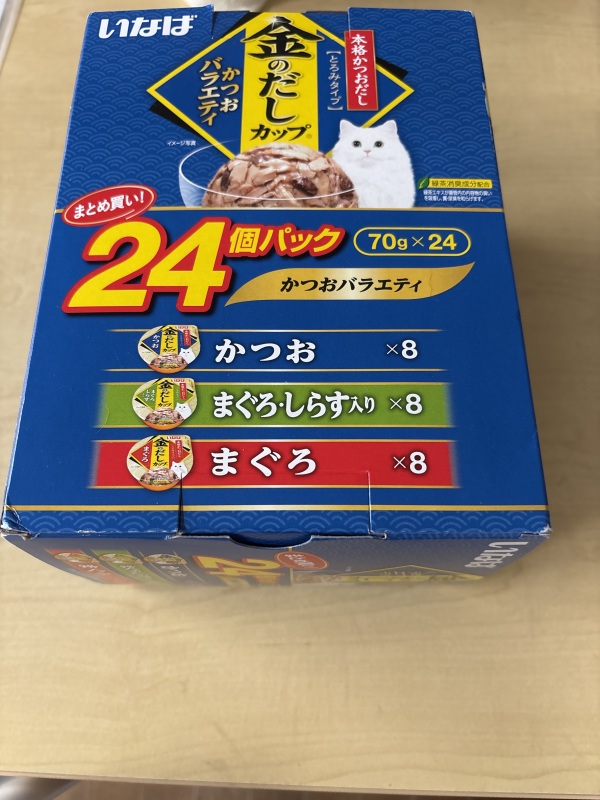 いなば
金のだし
カップ®
かつお
バラエティ
本格かつおだし
[とろみタイプ]
イメージ写真
緑茶消臭成分配合
まとめ買い!
24個パック
70g×24
かつおバラエティ
かつお ×8
まぐろ・しらす入り ×8
まぐろ ×8
24
いなば